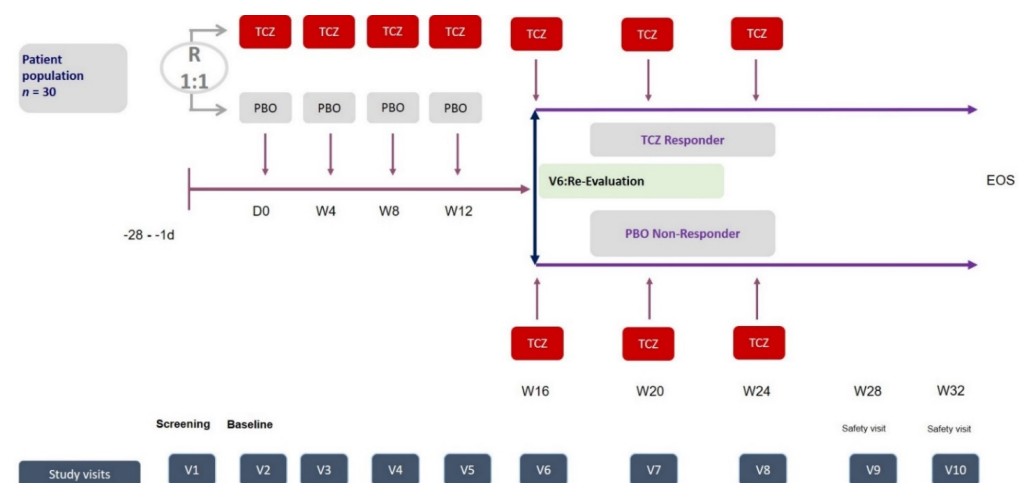 TCZ TCZ TCZ TCZ TCZ TCZ TCZ
Patient
population
n = 30
R
1:1
PBO PBO PBO PBO
TCZ Responder
V6:Re-Evaluation
EOS
D0 W4 W8 W12
-28 - -1d
PBO Non-Responder
TCZ TCZ TCZ
W16 W20 W24 W28 W32
Screening Baseline Safety visit Safety visit
Study visits V1 V2 V3 V4 V5 V6 V7 V8 V9 V10